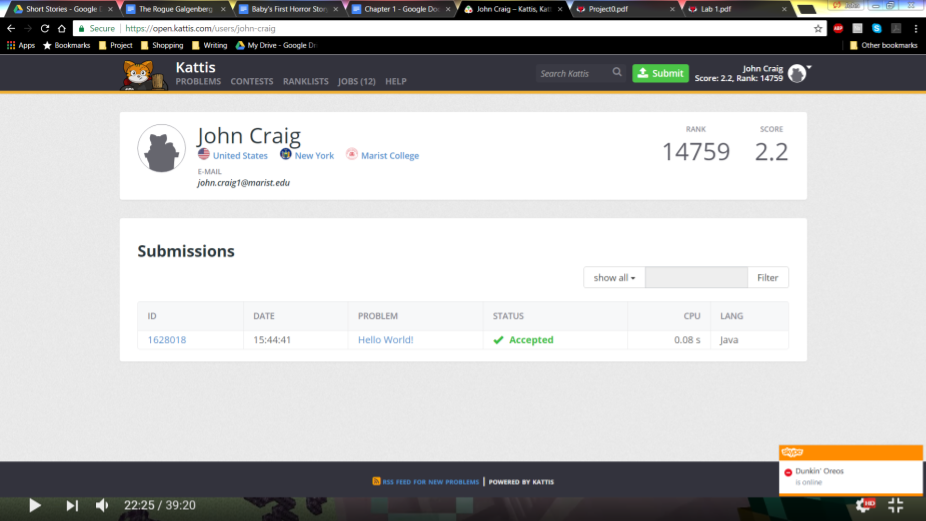 Short Stories - Google
The Rogue Galgenberg
Baby's First Horror Stor
Chapter 1 - Google Do
John Craig – Kattis, Kat
Project0.pdf
Lab 1.pdf
Secure
https://open.kattis.com/users/john-craig
Apps
Bookmarks
Project
Shopping
Writing
My Drive - Google Dr
Other bookmarks
Kattis
PROBLEMS CONTESTS RANKLISTS JOBS (12) HELP
Search Kattis
Submit
John Craig
Score: 2.2, Rank: 14759
John Craig
United States New York Marist College
E-MAIL
john.craig1@marist.edu
RANK SCORE
14759 2.2
Submissions
show all
Filter
ID DATE PROBLEM STATUS CPU LANG
1628018 15:44:41 Hello World! Accepted 0.08 s Java
RSS FEED FOR NEW PROBLEMS | POWERED BY KATTIS
skype
Dunkin' Oreos
is online
22:25 / 39:20
HD